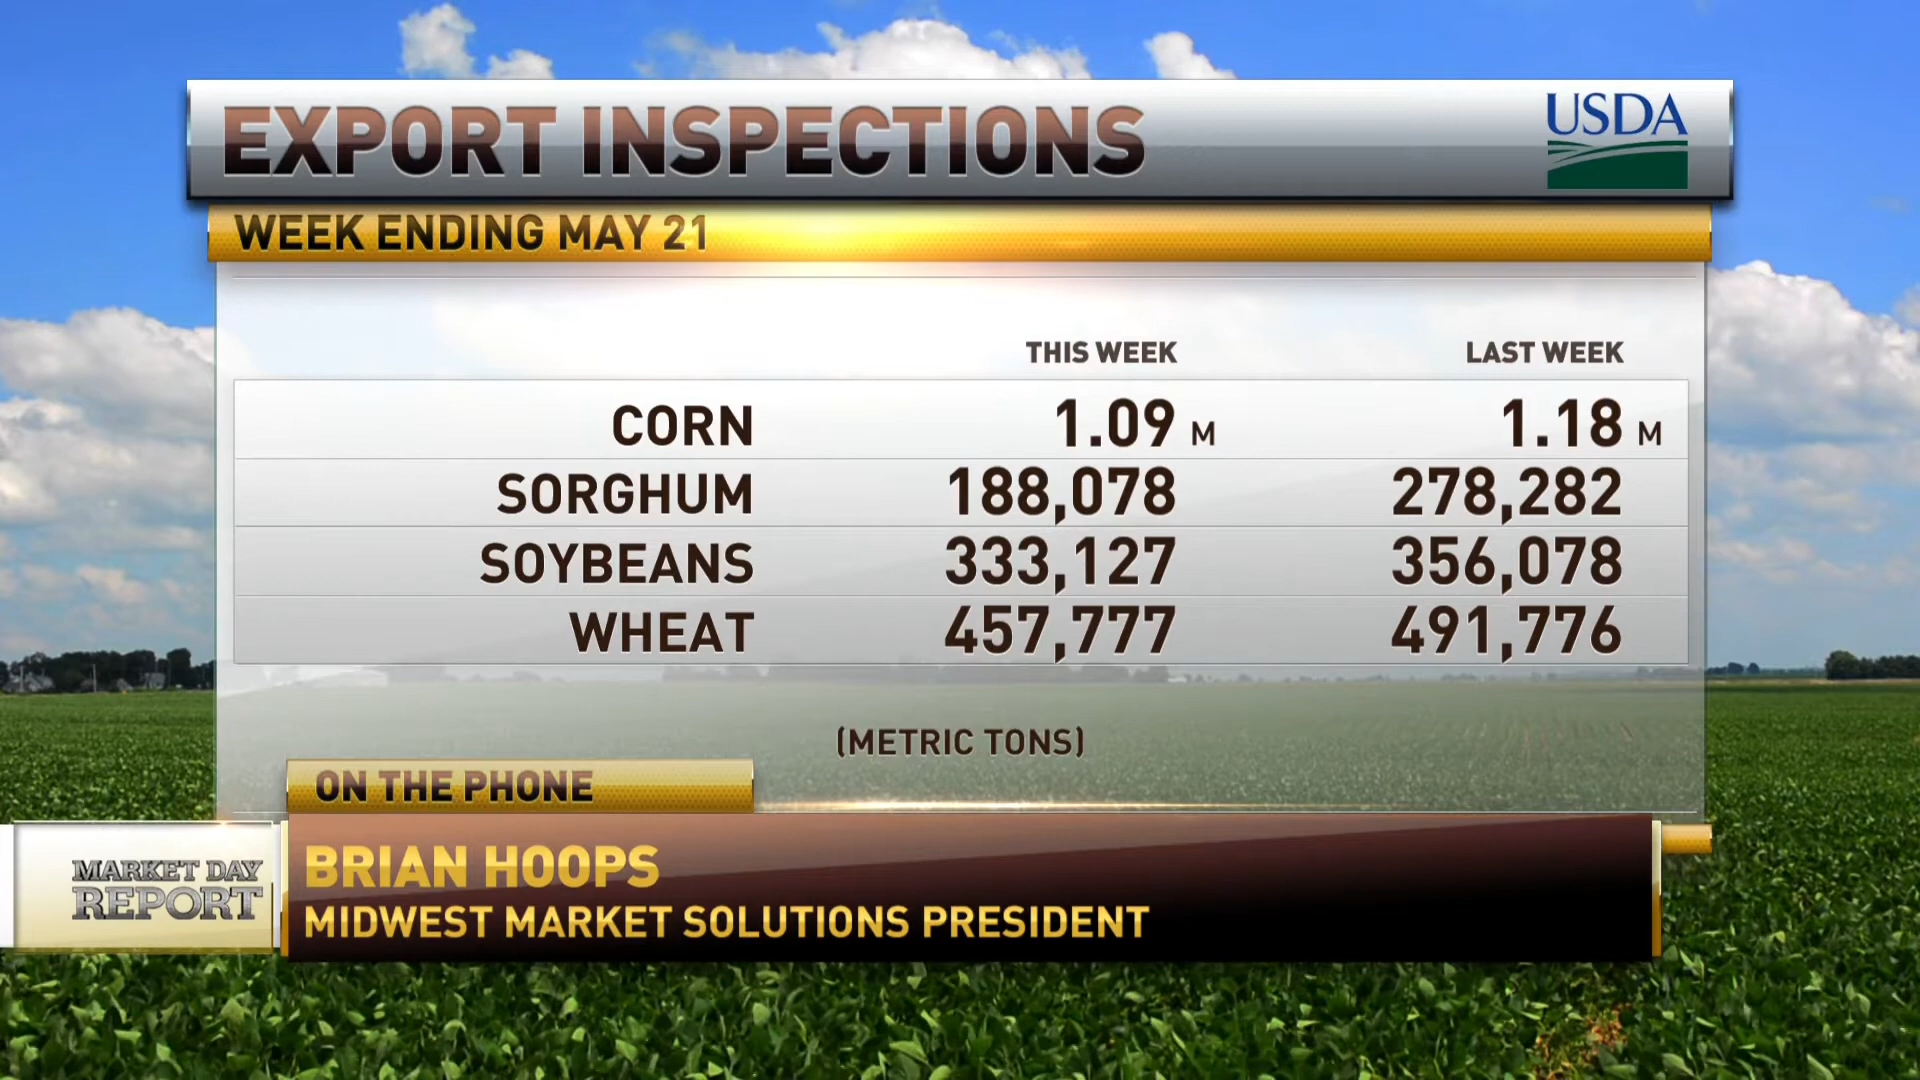 EXPORT INSPECTIONS
USDA
WEEK ENDING MAY 21
THIS WEEK LAST WEEK
CORN 1.09 M 1.18 M
SORGHUM 188,078 278,282
SOYBEANS 333,127 356,078
WHEAT 457,777 491,776
(METRIC TONS)
ON THE PHONE
MARKET DAY
REPORT
BRIAN HOOPS
MIDWEST MARKET SOLUTIONS PRESIDENT